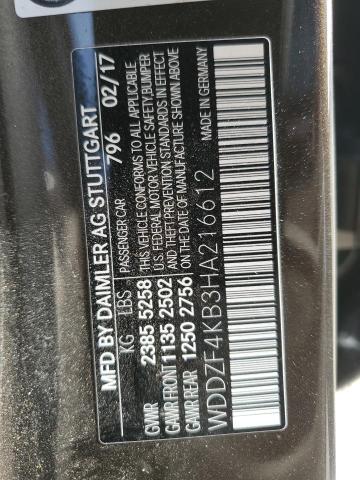 MFD BY DAIMLER AG STUTTGART
796 02/17
KG LBS PASSENGER CAR
GVWR 2385 5258 THIS VEHICLE CONFORMS TO ALL APPLICABLE
U.S. FEDERAL MOTOR VEHICLE SAFETY, BUMPER
GAWR FRONT 1135 2502 AND THEFT PREVENTION STANDARDS IN EFFECT
GAWR REAR 1250 2756 ON THE DATE OF MANUFACTURE SHOWN ABOVE
MADE IN GERMANY
WDDZF4KB3HA216612